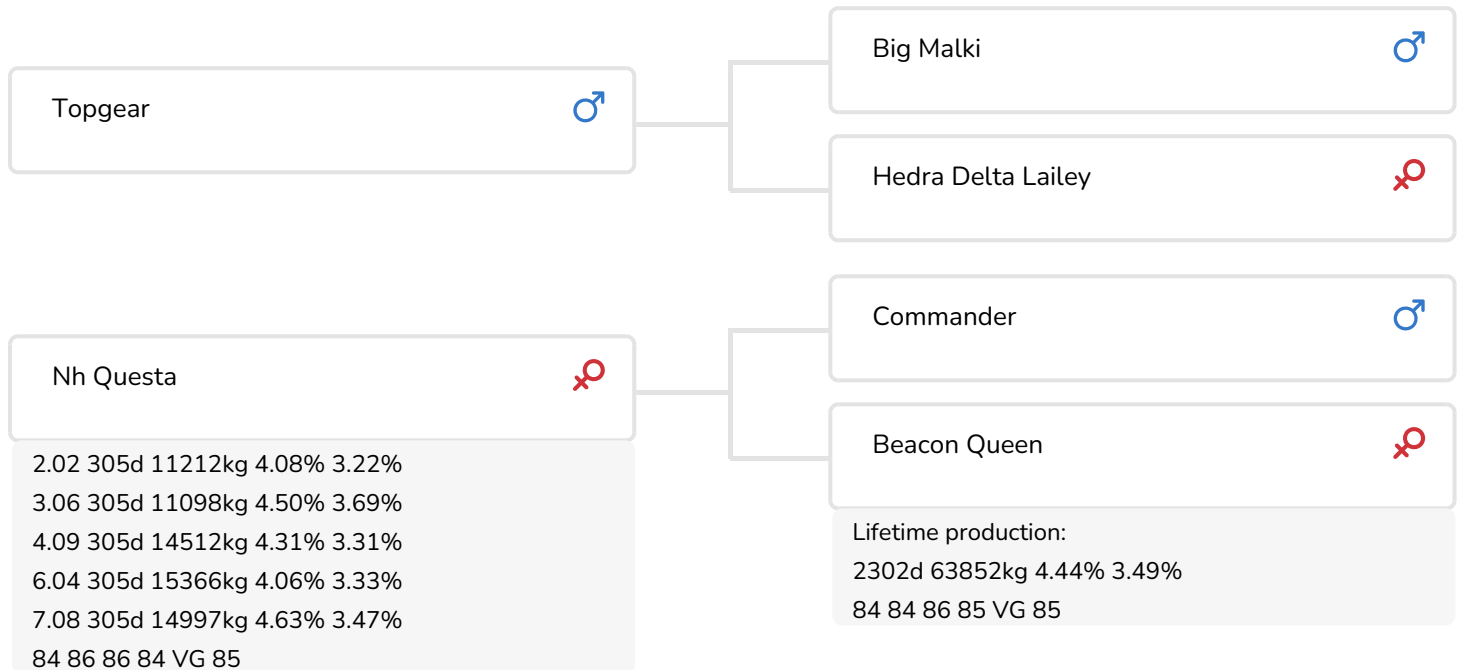 Topgear
Big Malki
Hedra Delta Lailey
Nh Questa
2.02 305d 11212kg 4.08% 3.22%
3.06 305d 11098kg 4.50% 3.69%
4.09 305d 14512kg 4.31% 3.31%
6.04 305d 15366kg 4.06% 3.33%
7.08 305d 14997kg 4.63% 3.47%
84 86 86 84 VG 85
Commander
Beacon Queen
Lifetime production:
2302d 63852kg 4.44% 3.49%
84 84 86 85 VG 85